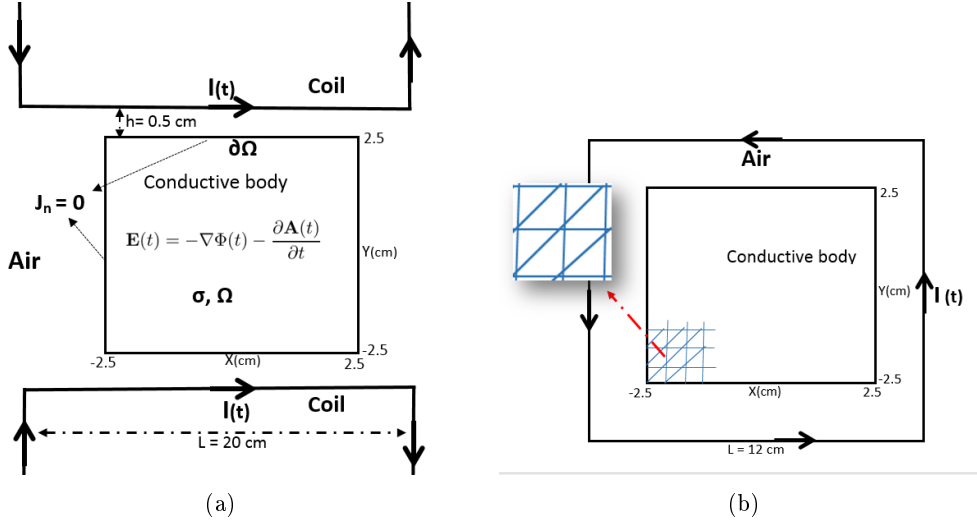 I(t)
Coil
h= 0.5 cm
2.5
∂Ω
Conductive body
Jn = 0
E(t) = −∇Φ(t) − ∂A(t)/∂t
Y(cm)
Air
σ, Ω
-2.5
-2.5
X(cm)
2.5
I(t)
Coil
L = 20 cm
(a)
Air
2.5
Conductive body
Y(cm)
I (t)
-2.5
-2.5
X(cm)
2.5
L = 12 cm
(b)